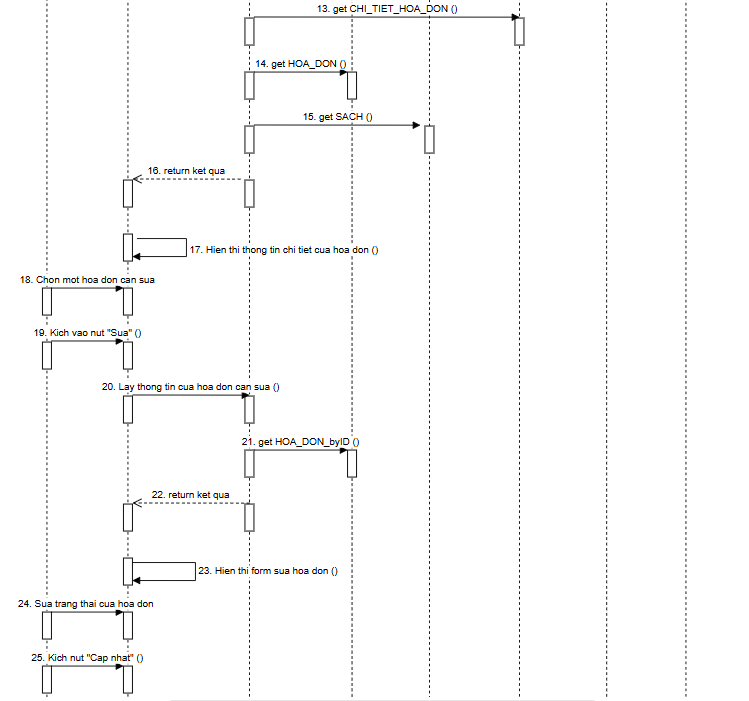 13. get CHI_TIET_HOA_DON ()
14. get HOA_DON ()
15. get SACH ()
16. return ket qua
17. Hien thi thong tin chi tiet cua hoa don ()
18. Chon mot hoa don can sua
19. Kich vao nut "Sua" ()
20. Lay thong tin cua hoa don can sua ()
21. get HOA_DON_byID ()
22. return ket qua
23. Hien thi form sua hoa don ()
24. Sua trang thai cua hoa don
25. Kich nut "Cap nhat" ()